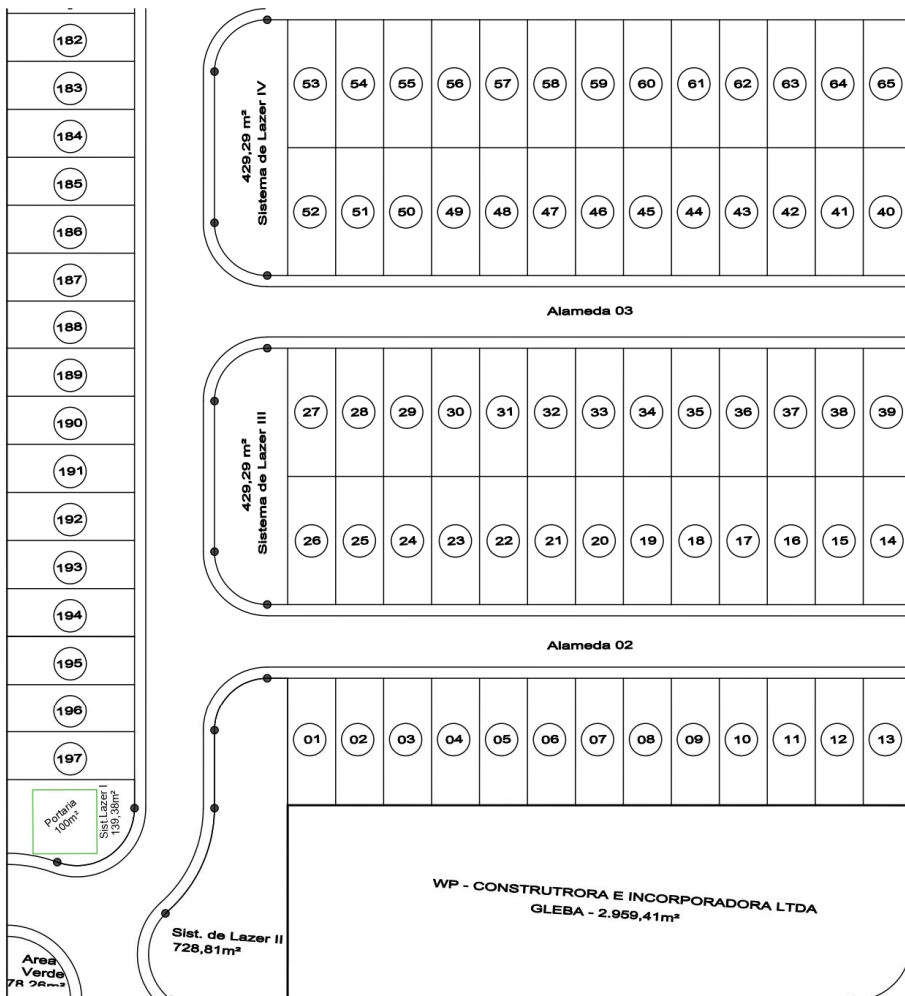 182
183
184
185
186
187
188
189
190
191
192
193
194
195
196
197
Portaria
100m²
Sist.Lazer I
139,38m²
Area
Verde
78,26m²
429,29 m²
Sistema de Lazer IV
53 54 55 56 57 58 59 60 61 62 63 64 65
52 51 50 49 48 47 46 45 44 43 42 41 40
Alameda 03
429,29 m²
Sistema de Lazer III
27 28 29 30 31 32 33 34 35 36 37 38 39
26 25 24 23 22 21 20 19 18 17 16 15 14
Alameda 02
01 02 03 04 05 06 07 08 09 10 11 12 13
Sist. de Lazer II
728,81m²
WP - CONSTRUTRORA E INCORPORADORA LTDA
GLEBA - 2.959,41m²